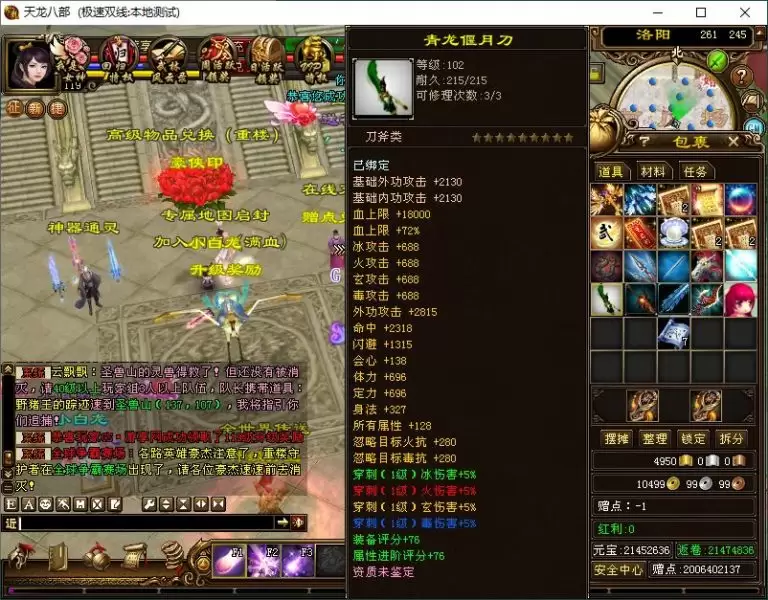 天龙八部 (极速双线:本地测试)
119
高级物品兑换（重楼）
豪侠印
专属地图启封
加入小白龙(满血)
神器通灵
升级奖励
云飘飘：圣兽山的灵兽得救了！但还没有被消灭，请40级以上玩家组3人以上队伍，队长携带道具：野猪王的踪迹速到圣兽山（137，107），我将指引你们追捕！
全球争霸赛场：各路英雄豪杰注意了！重楼守护者在全球争霸赛场出现了，请各位豪杰速速前去消灭！
近
F1
F2
F3
青龙偃月刀
等级:102
耐久:215/215
可修理次数:3/3
刀斧类
已绑定
基础外功攻击 +2130
基础内功攻击 +2130
血上限 +18000
血上限 +72%
冰攻击 +688
火攻击 +688
玄攻击 +688
毒攻击 +688
外功攻击 +2815
命中 +2318
闪避 +1315
会心 +138
体力 +696
定力 +696
身法 +327
所有属性 +128
忽略目标火抗 +280
忽略目标毒抗 +280
穿刺（1级）冰伤害+5%
穿刺（1级）火伤害+5%
穿刺（1级）玄伤害+5%
穿刺（1级）毒伤害+5%
装备评分+76
属性进阶评分+76
资质未鉴定
洛阳
261 245
北
包裹
道具
材料
任务
摆摊
整理
锁定
拆分
4950 0 0
10499 99 99
赠点：-1
红利:0
元宝:21452636
返卷:21474836
安全中心
赠点:2006402137